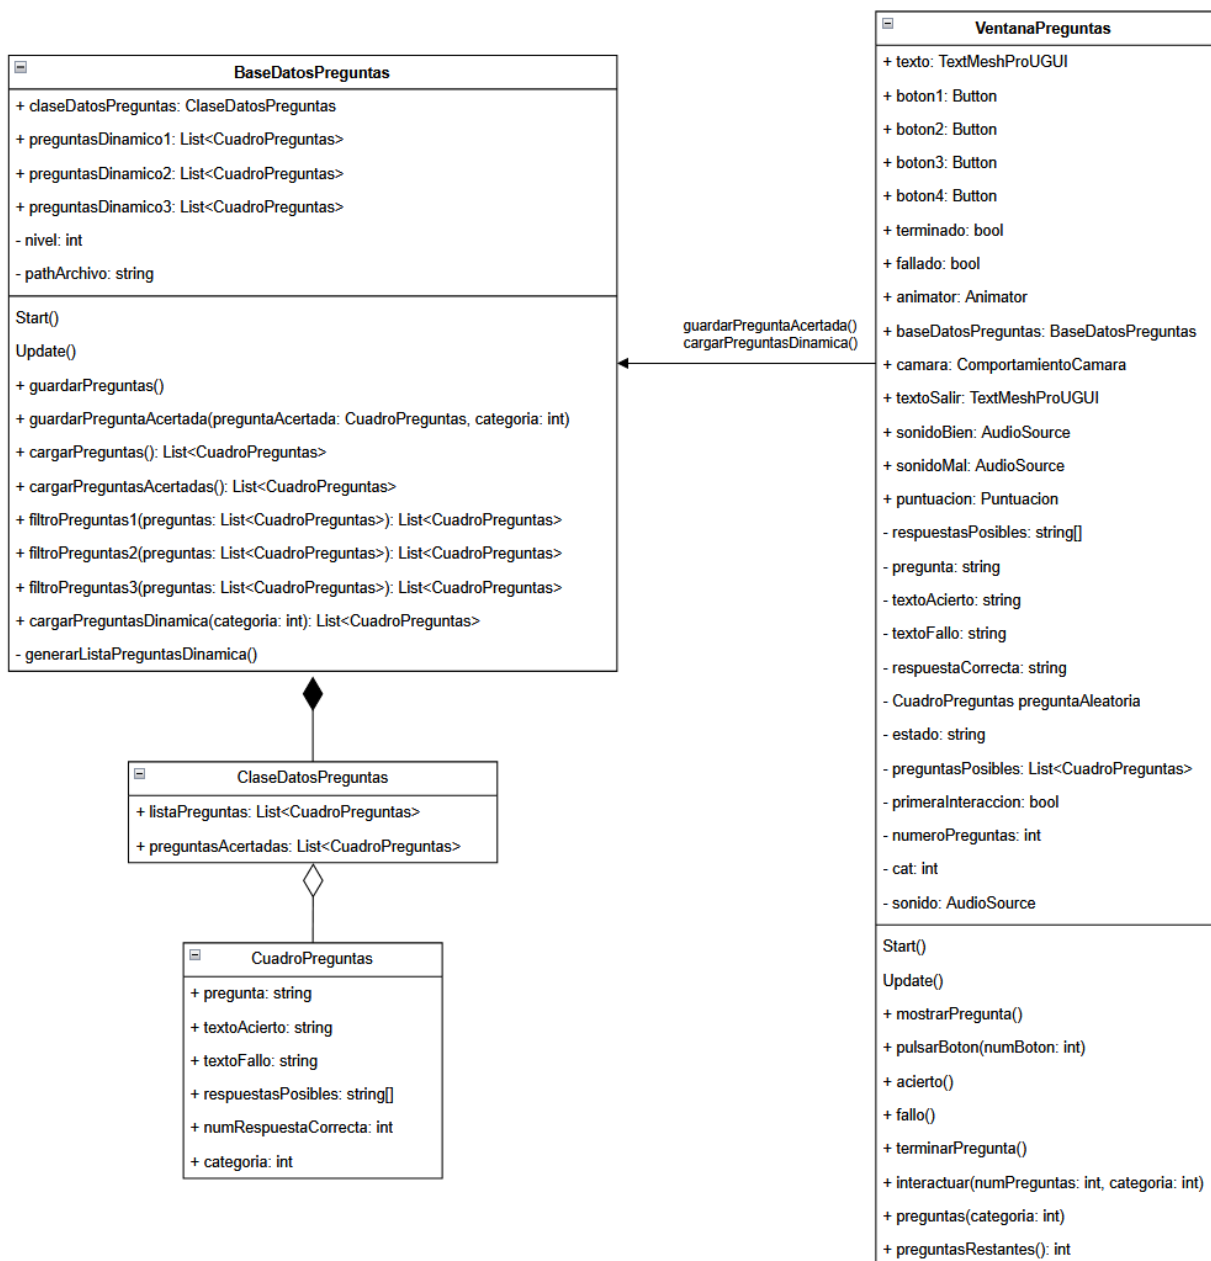 BaseDatosPreguntas
+ claseDatosPreguntas: ClaseDatosPreguntas
+ preguntasDinamico1: List<CuadroPreguntas>
+ preguntasDinamico2: List<CuadroPreguntas>
+ preguntasDinamico3: List<CuadroPreguntas>
- nivel: int
- pathArchivo: string
Start()
Update()
+ guardarPreguntas()
+ guardarPreguntaAcertada(preguntaAcertada: CuadroPreguntas, categoria: int)
+ cargarPreguntas(): List<CuadroPreguntas>
+ cargarPreguntasAcertadas(): List<CuadroPreguntas>
+ filtroPreguntas1(preguntas: List<CuadroPreguntas>): List<CuadroPreguntas>
+ filtroPreguntas2(preguntas: List<CuadroPreguntas>): List<CuadroPreguntas>
+ filtroPreguntas3(preguntas: List<CuadroPreguntas>): List<CuadroPreguntas>
+ cargarPreguntasDinamica(categoria: int): List<CuadroPreguntas>
- generarListaPreguntasDinamica()
ClaseDatosPreguntas
+ listaPreguntas: List<CuadroPreguntas>
+ preguntasAcertadas: List<CuadroPreguntas>
CuadroPreguntas
+ pregunta: string
+ textoAcierto: string
+ textoFallo: string
+ respuestasPosibles: string[]
+ numRespuestaCorrecta: int
+ categoria: int
guardarPreguntaAcertada()
cargarPreguntasDinamica()
VentanaPreguntas
+ texto: TextMeshProUGUI
+ boton1: Button
+ boton2: Button
+ boton3: Button
+ boton4: Button
+ terminado: bool
+ fallado: bool
+ animator: Animator
+ baseDatosPreguntas: BaseDatosPreguntas
+ camara: ComportamientoCamara
+ textoSalir: TextMeshProUGUI
+ sonidoBien: AudioSource
+ sonidoMal: AudioSource
+ puntuacion: Puntuacion
- respuestasPosibles: string[]
- pregunta: string
- textoAcierto: string
- textoFallo: string
- respuestaCorrecta: string
- CuadroPreguntas preguntaAleatoria
- estado: string
- preguntasPosibles: List<CuadroPreguntas>
- primeraInteraccion: bool
- numeroPreguntas: int
- cat: int
- sonido: AudioSource
Start()
Update()
+ mostrarPregunta()
+ pulsarBoton(numBoton: int)
+ acierto()
+ fallo()
+ terminarPregunta()
+ interactuar(numPreguntas: int, categoria: int)
+ preguntas(categoria: int)
+ preguntasRestantes(): int